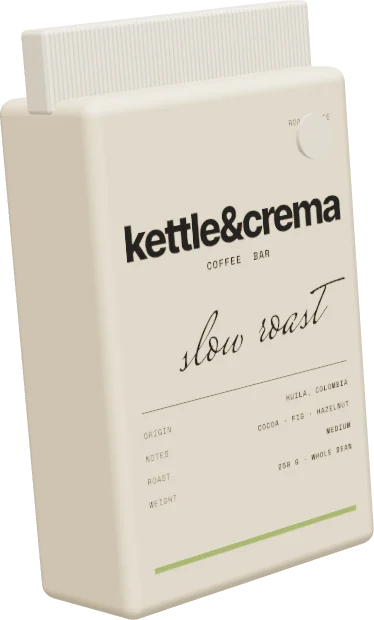 kettle&crema
COFFEE BAR
slow roast
ORIGIN HUILA, COLOMBIA
NOTES COCOA · FIG · HAZELNUT
ROAST MEDIUM
WEIGHT 250 G · WHOLE BEAN